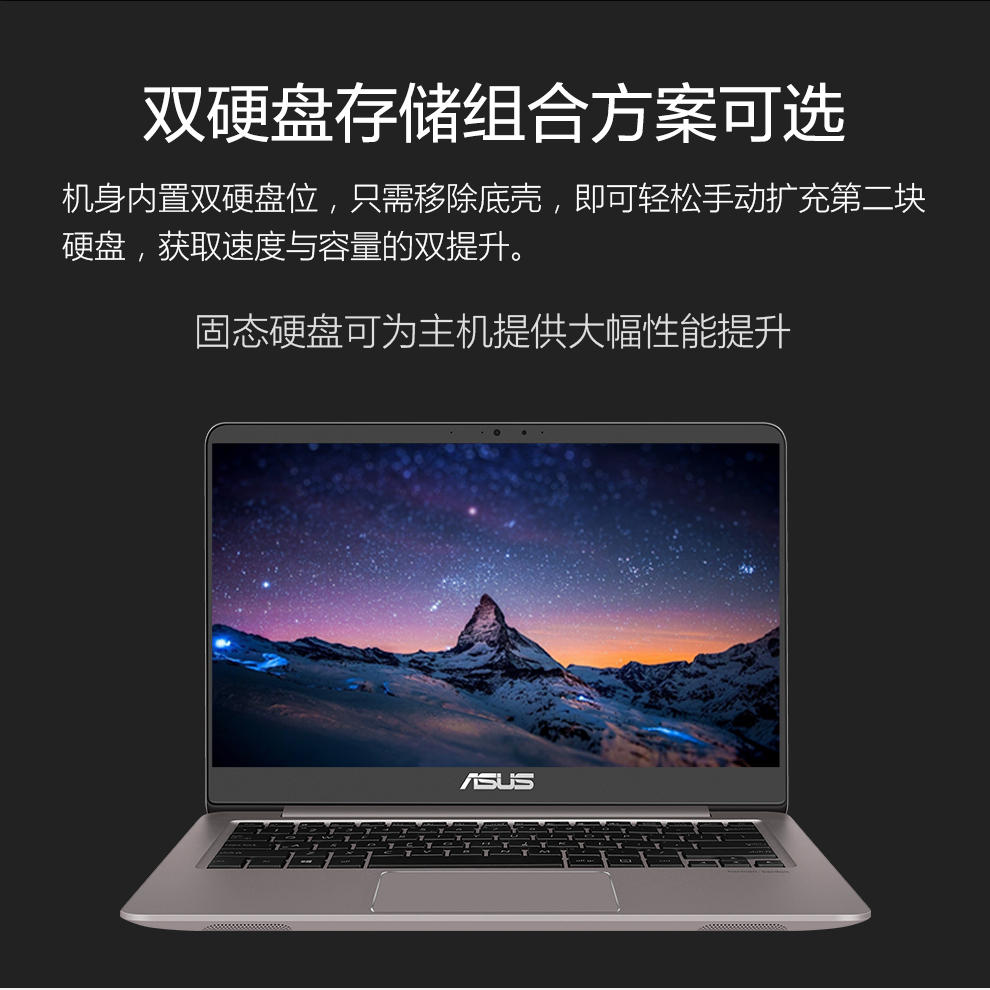 双硬盘存储组合方案可选
机身内置双硬盘位，只需移除底壳，即可轻松手动扩充第二块
硬盘，获取速度与容量的双提升。
固态硬盘可为主机提供大幅性能提升
ASUS
harman/kardon